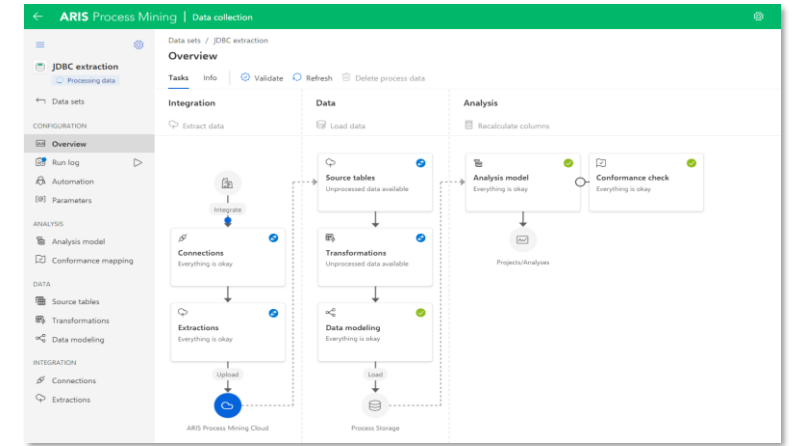 ARIS Process Mining | Data collection
JDBC extraction
Processing data
Data sets
CONFIGURATION
Overview
Run log
Automation
Parameters
ANALYSIS
Analysis model
Conformance mapping
DATA
Source tables
Transformations
Data modeling
INTEGRATION
Connections
Extractions
Data sets / JDBC extraction
Overview
Tasks Info Validate Refresh Delete process data
Integration
Extract data
Integrate
Connections
Everything is okay
Extractions
Everything is okay
Upload
ARIS Process Mining Cloud
Data
Load data
Source tables
Unprocessed data available
Transformations
Unprocessed data available
Data modeling
Everything is okay
Load
Process Storage
Analysis
Recalculate columns
Analysis model
Everything is okay
Conformance check
Everything is okay
Projects/Analyses